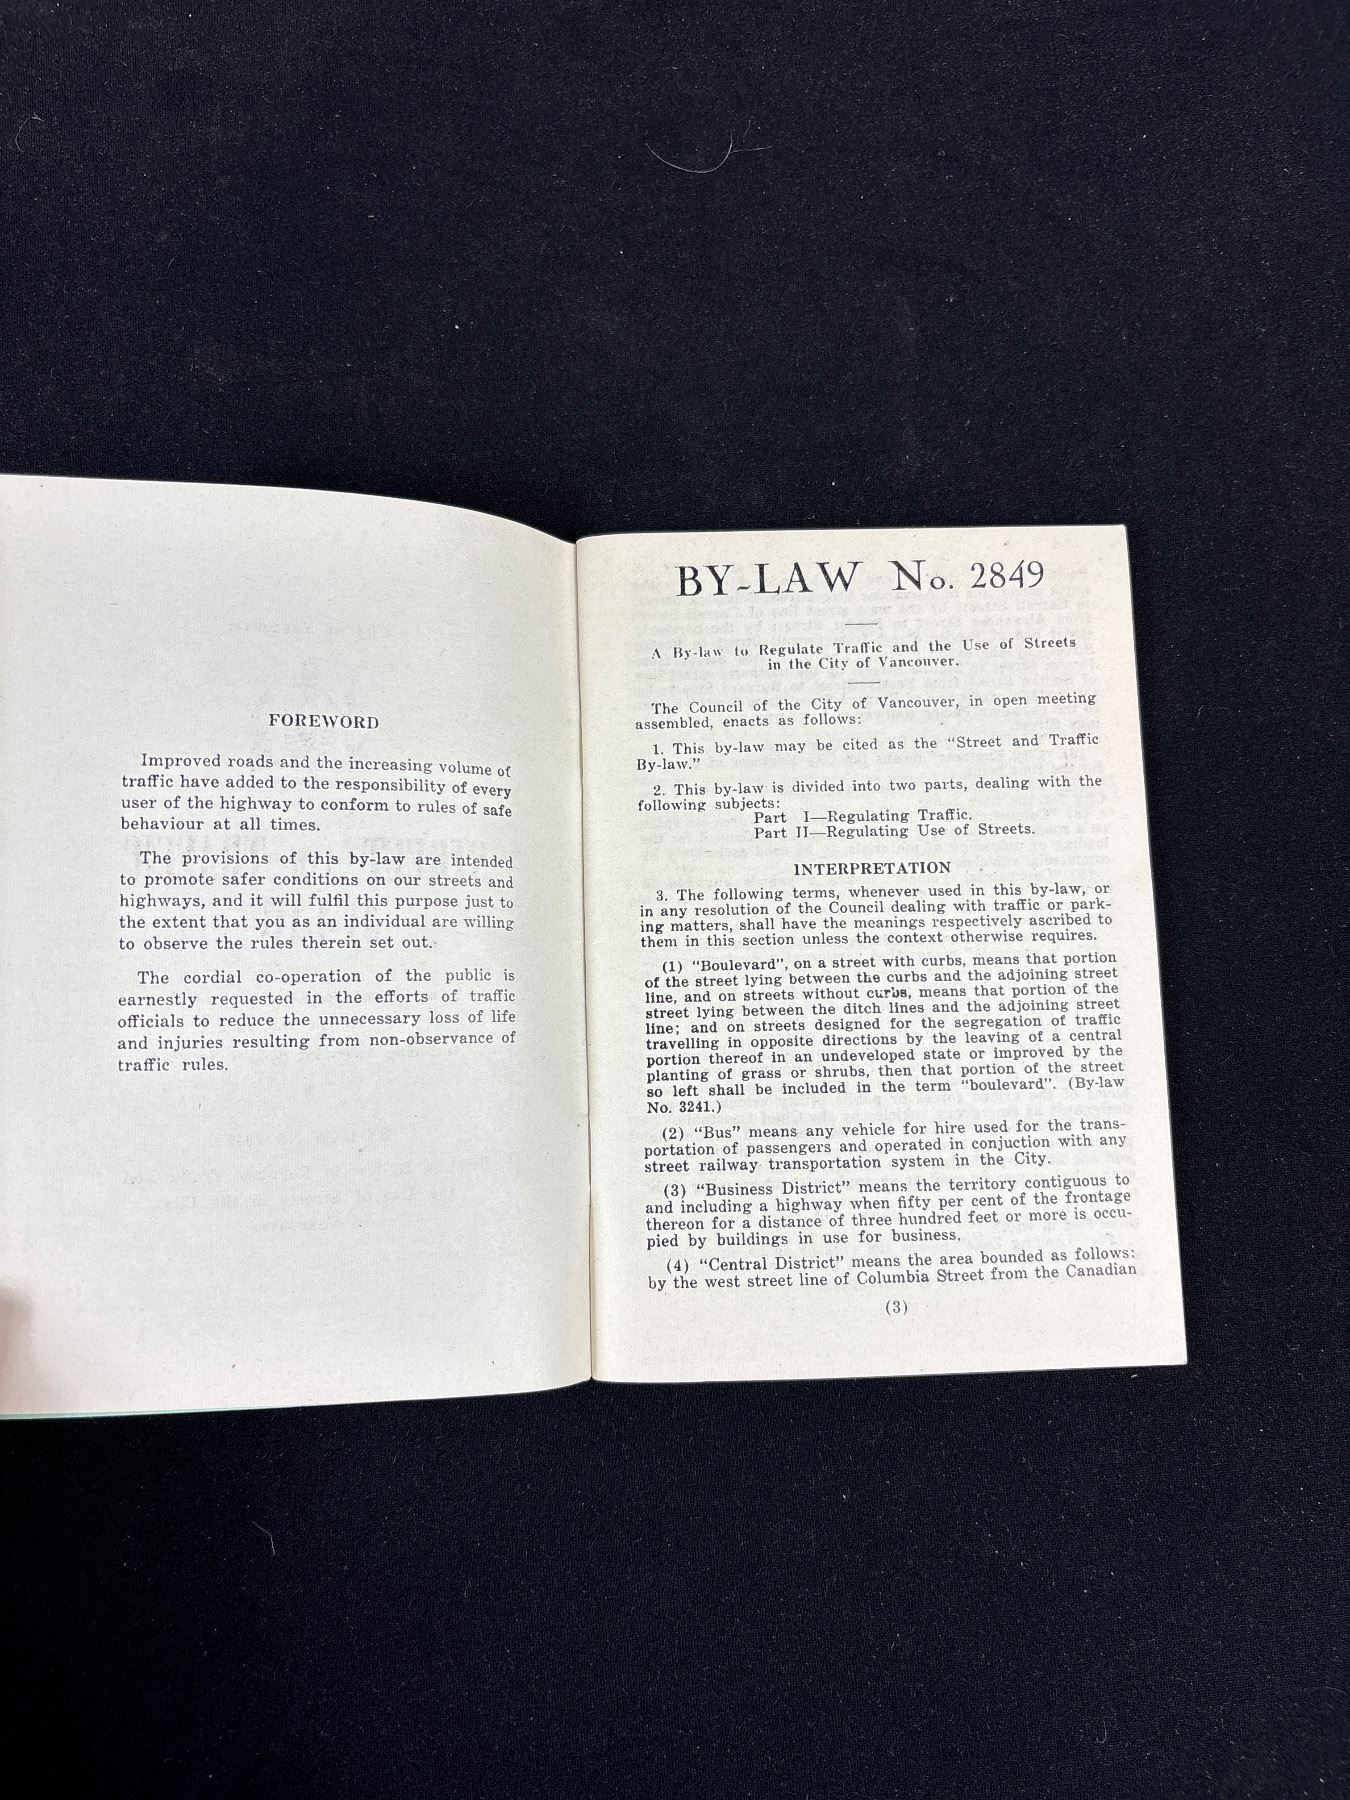 FOREWORD
Improved roads and the increasing volume of
traffic have added to the responsibility of every
user of the highway to conform to rules of safe
behaviour at all times.
The provisions of this by-law are intended
to promote safer conditions on our streets and
highways, and it will fulfil this purpose just to
the extent that you as an individual are willing
to observe the rules therein set out.
The cordial co-operation of the public is
earnestly requested in the efforts of traffic
officials to reduce the unnecessary loss of life
and injuries resulting from non-observance of
traffic rules.
BY-LAW No. 2849
A By-law to Regulate Traffic and the Use of Streets
in the City of Vancouver.
The Council of the City of Vancouver, in open meeting
assembled, enacts as follows:
1. This by-law may be cited as the “Street and Traffic
By-law.”
2. This by-law is divided into two parts, dealing with the
following subjects:
Part I—Regulating Traffic.
Part II—Regulating Use of Streets.
INTERPRETATION
3. The following terms, whenever used in this by-law, or
in any resolution of the Council dealing with traffic or park-
ing matters, shall have the meanings respectively ascribed to
them in this section unless the context otherwise requires.
(1) “Boulevard”, on a street with curbs, means that portion
of the street lying between the curbs and the adjoining street
line, and on streets without curbs, means that portion of the
street lying between the ditch lines and the adjoining street
line; and on streets designed for the segregation of traffic
travelling in opposite directions by the leaving of a central
portion thereof in an undeveloped state or improved by the
planting of grass or shrubs, then that portion of the street
so left shall be included in the term “boulevard”. (By-law
No. 3241.)
(2) “Bus” means any vehicle for hire used for the trans-
portation of passengers and operated in conjuction with any
street railway transportation system in the City.
(3) “Business District” means the territory contiguous to
and including a highway when fifty per cent of the frontage
thereon for a distance of three hundred feet or more is occu-
pied by buildings in use for business.
(4) “Central District” means the area bounded as follows:
by the west street line of Columbia Street from the Canadian
(3)